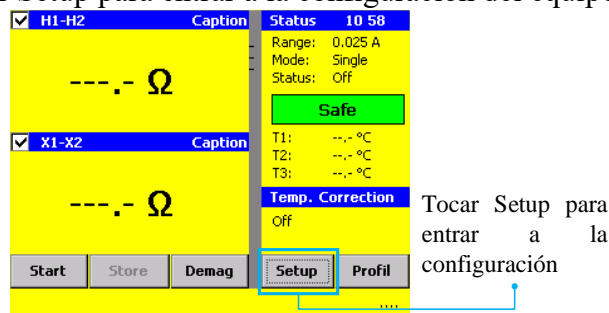 Setup para entrar a la configuración del equipo
H1-H2 Caption
---.- Ω
X1-X2 Caption
---.- Ω
Status 10 58
Range: 0.025 A
Mode: Single
Status: Off
Safe
T1: --,- °C
T2: --,- °C
T3: --,- °C
Temp. Correction
Off
Start Store Demag Setup Profil
....
Tocar Setup para
entrar a la
configuración